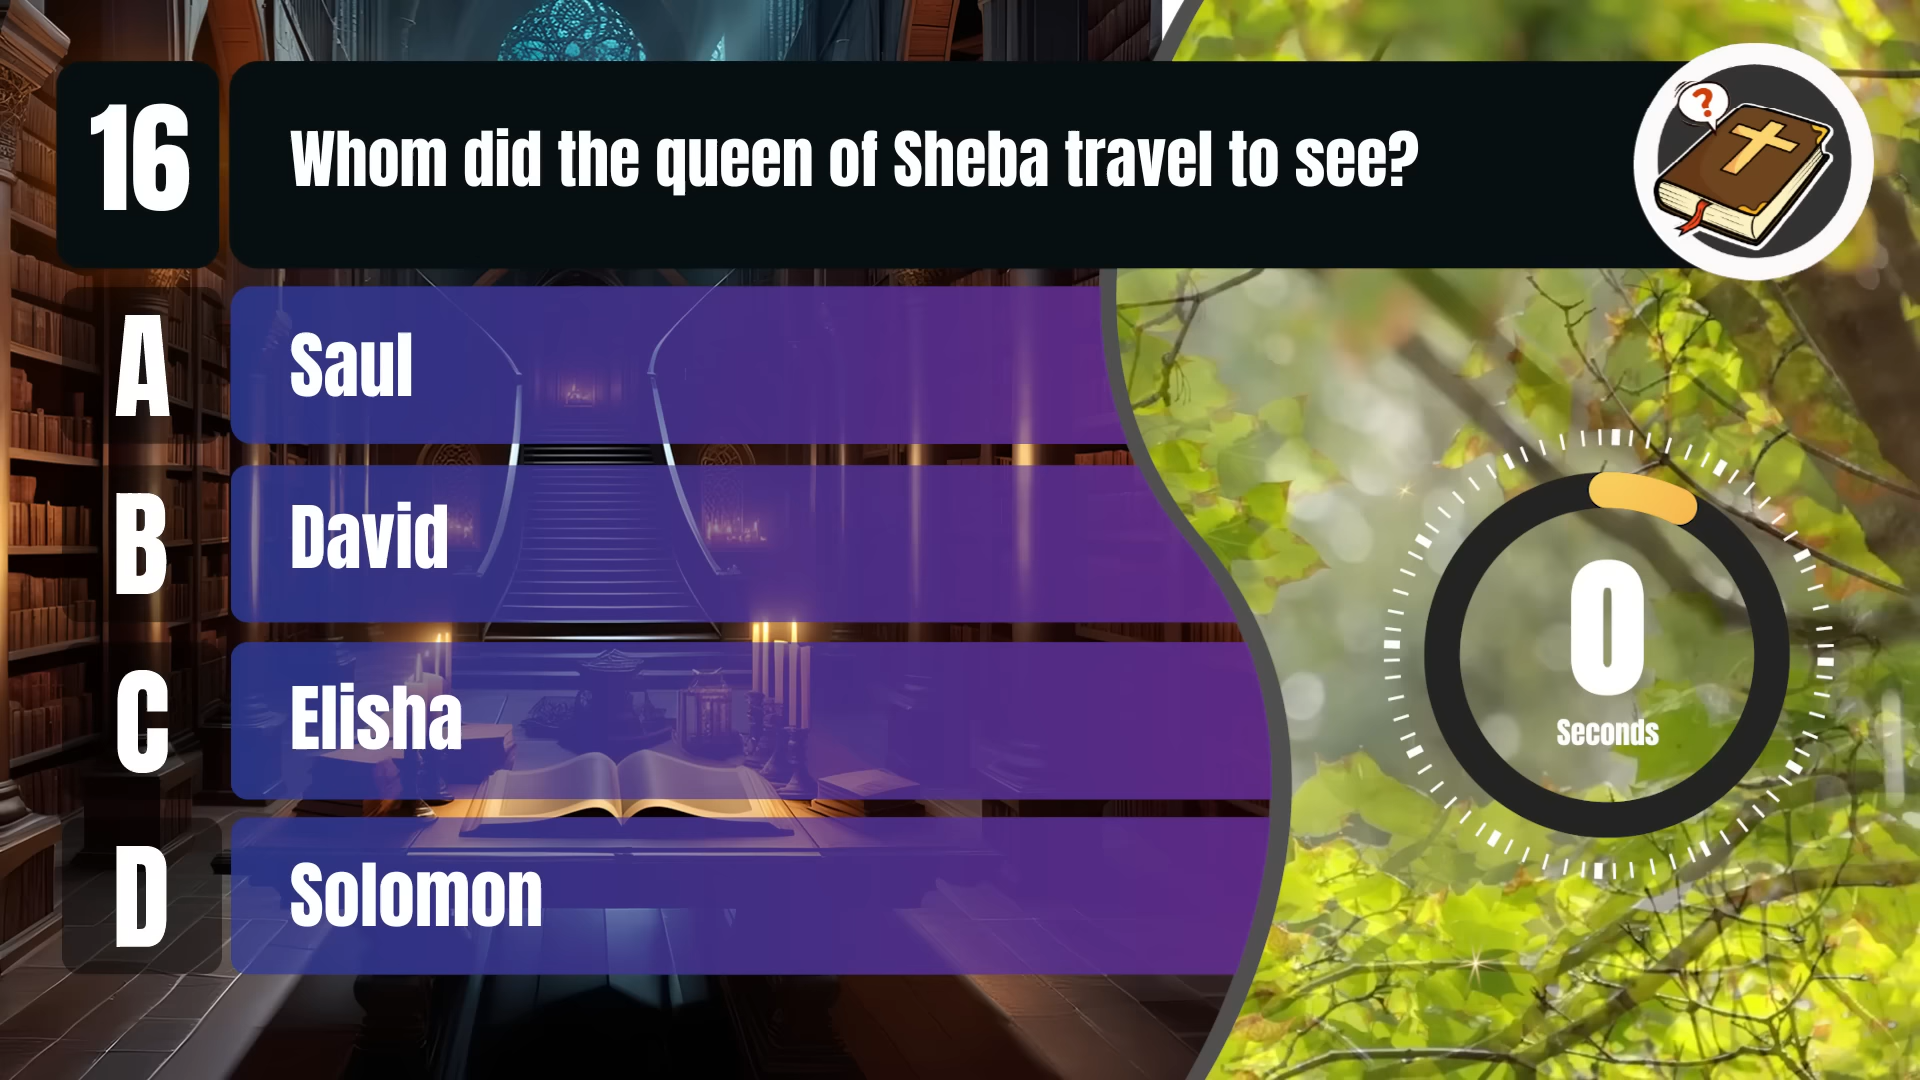 16
Whom did the queen of Sheba travel to see?
?
A
Saul
B
David
C
Elisha
D
Solomon
0
Seconds